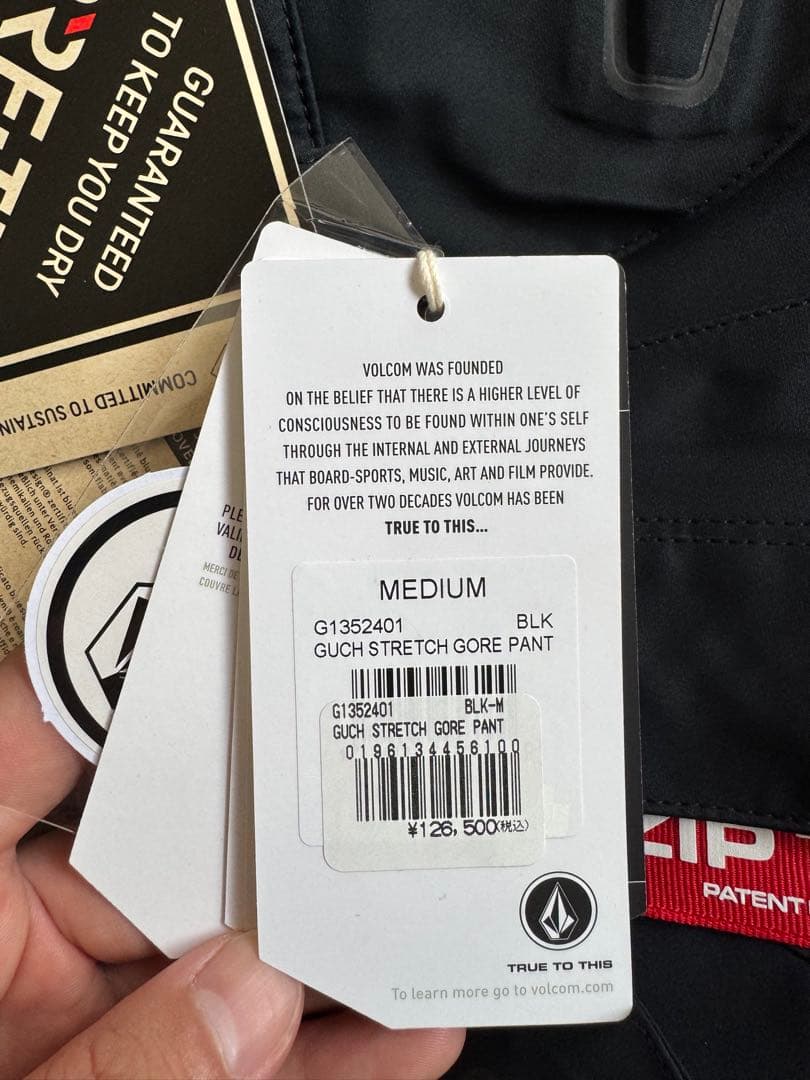 GUARANTEED
TO KEEP YOU DRY
VOLCOM WAS FOUNDED
ON THE BELIEF THAT THERE IS A HIGHER LEVEL OF
CONSCIOUSNESS TO BE FOUND WITHIN ONE'S SELF
THROUGH THE INTERNAL AND EXTERNAL JOURNEYS
THAT BOARD-SPORTS, MUSIC, ART AND FILM PROVIDE.
FOR OVER TWO DECADES VOLCOM HAS BEEN
TRUE TO THIS...
MEDIUM
G1352401 BLK
GUCH STRETCH GORE PANT
G1352401 BLK-M
GUCH STRETCH GORE PANT
0196134456100
¥126,500(税込)
TRUE TO THIS
To learn more go to volcom.com
COMMITTED TO
MERCI DE
ZIP
PATENT